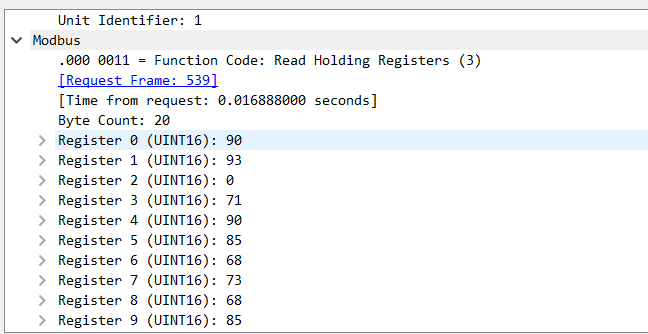 Unit Identifier: 1
Modbus
.000 0011 = Function Code: Read Holding Registers (3)
[Request Frame: 539]
[Time from request: 0.016888000 seconds]
Byte Count: 20
Register 0 (UINT16): 90
Register 1 (UINT16): 93
Register 2 (UINT16): 0
Register 3 (UINT16): 71
Register 4 (UINT16): 90
Register 5 (UINT16): 85
Register 6 (UINT16): 68
Register 7 (UINT16): 73
Register 8 (UINT16): 68
Register 9 (UINT16): 85